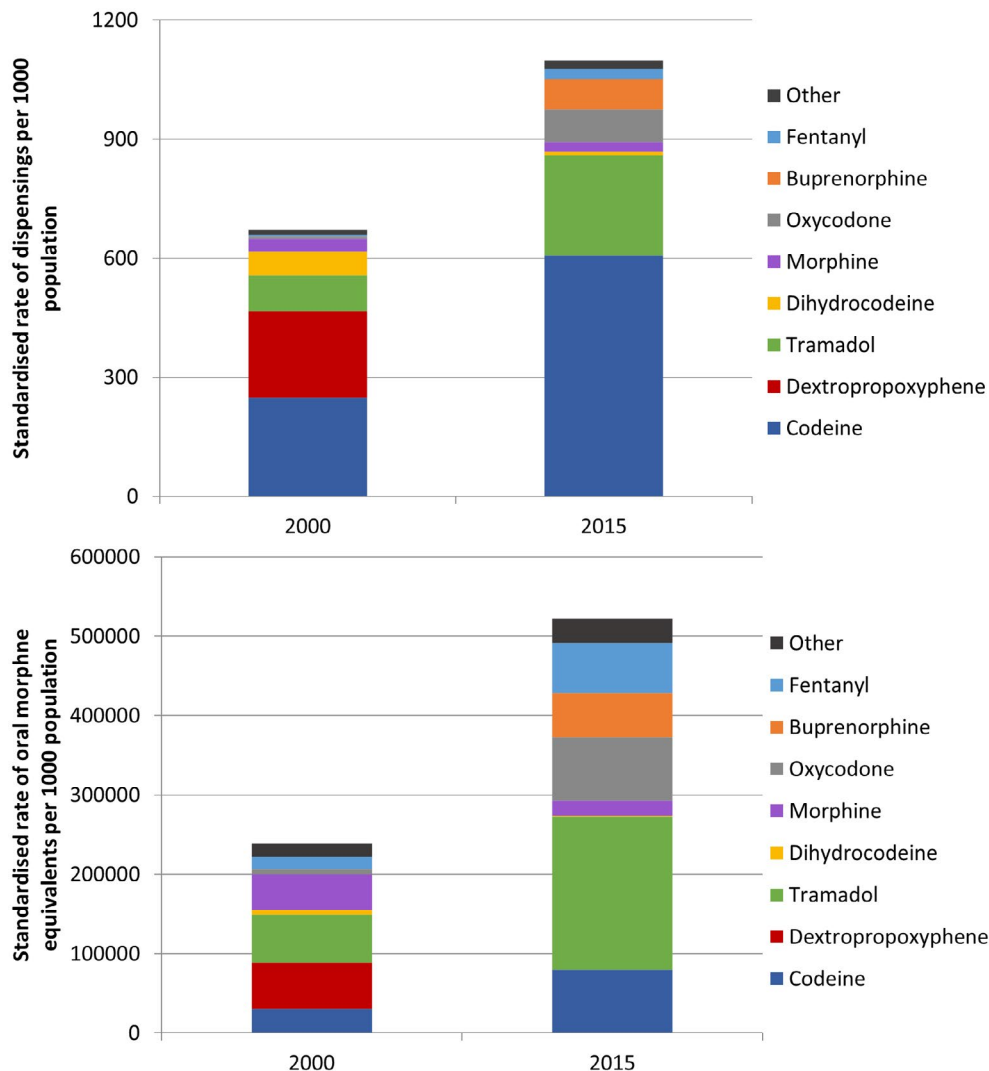 Standardised rate of dispensings per 1000
population
1200
900
600
300
0
2000
2015
Other
Fentanyl
Buprenorphine
Oxycodone
Morphine
Dihydrocodeine
Tramadol
Dextropropoxyphene
Codeine
Standardised rate of oral morphne
equivalents per 1000 population
600000
500000
400000
300000
200000
100000
0
2000
2015
Other
Fentanyl
Buprenorphine
Oxycodone
Morphine
Dihydrocodeine
Tramadol
Dextropropoxyphene
Codeine